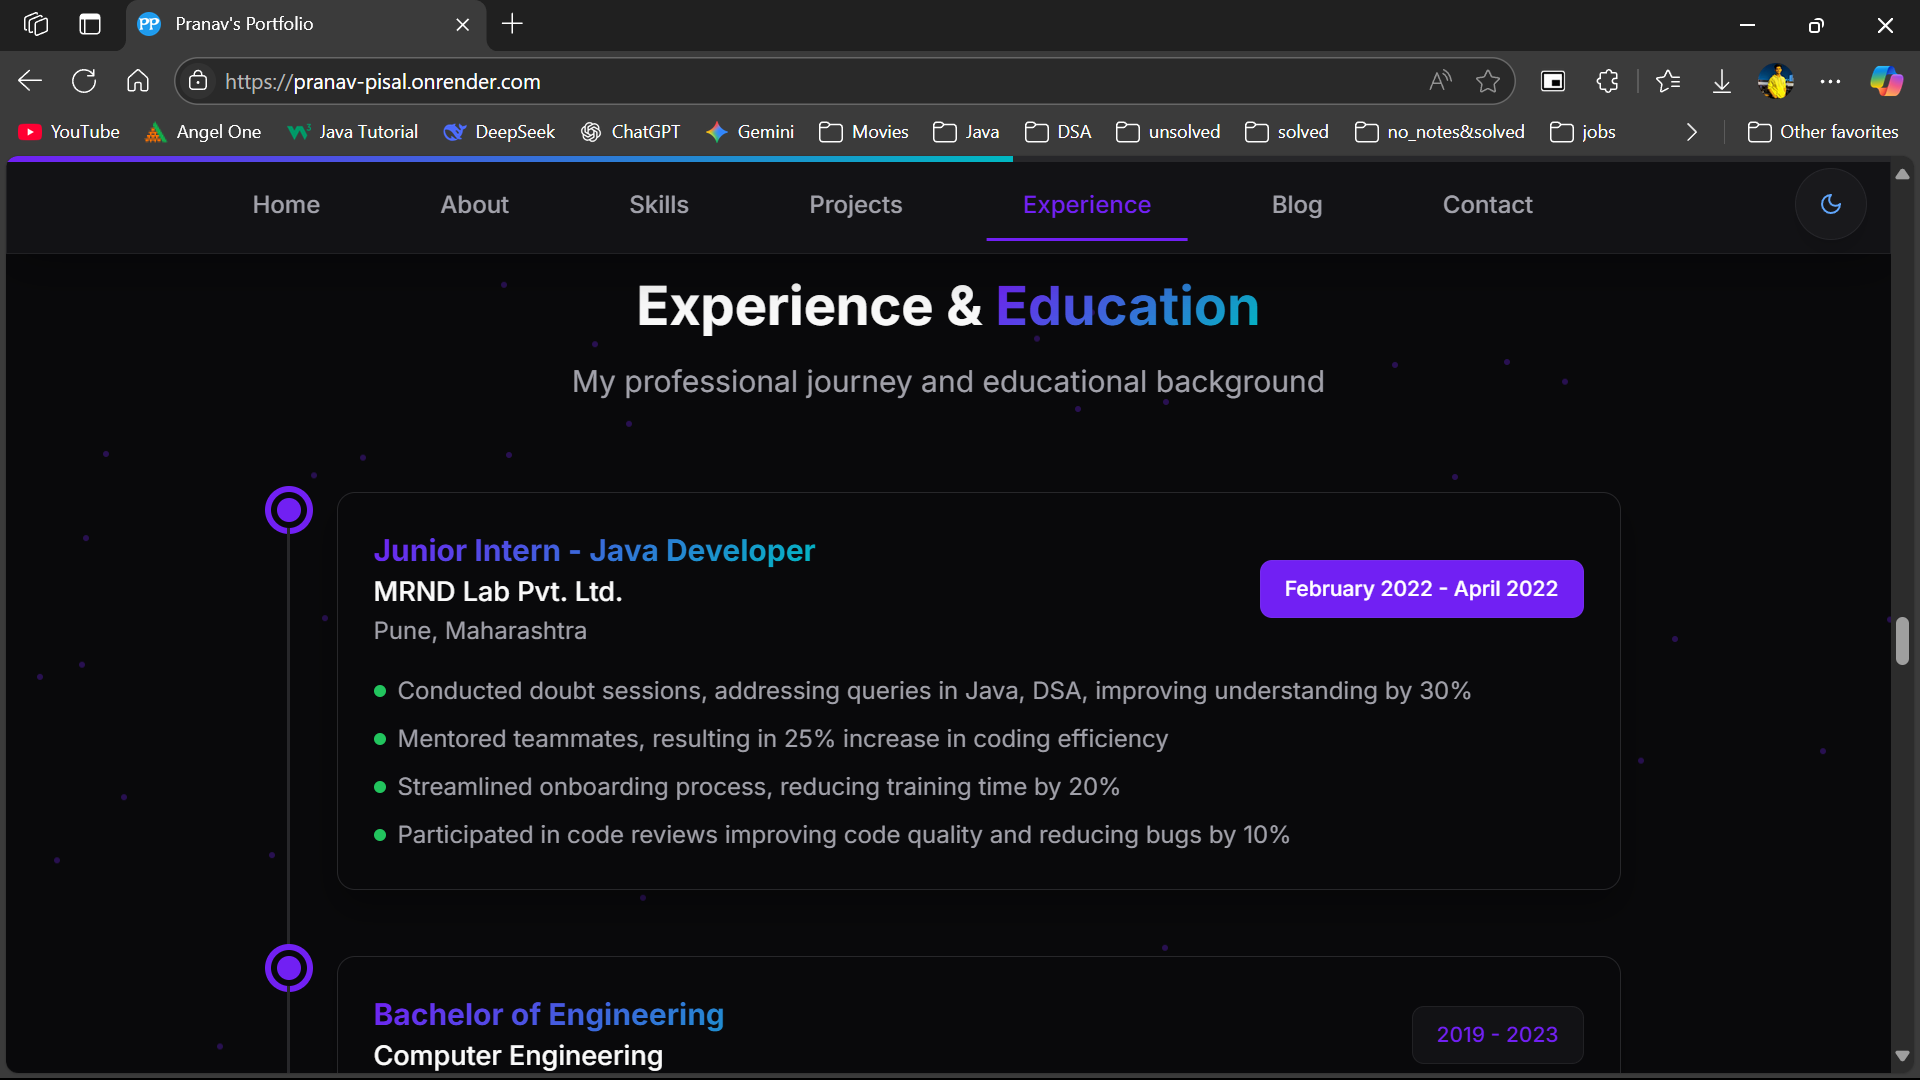 PP Pranav's Portfolio
https://pranav-pisal.onrender.com
YouTube Angel One Java Tutorial DeepSeek ChatGPT Gemini Movies Java DSA unsolved solved no_notes&solved jobs Other favorites
Home About Skills Projects Experience Blog Contact
Experience & Education
My professional journey and educational background
Junior Intern - Java Developer
MRND Lab Pvt. Ltd.
February 2022 - April 2022
Pune, Maharashtra
Conducted doubt sessions, addressing queries in Java, DSA, improving understanding by 30%
Mentored teammates, resulting in 25% increase in coding efficiency
Streamlined onboarding process, reducing training time by 20%
Participated in code reviews improving code quality and reducing bugs by 10%
Bachelor of Engineering
2019 - 2023
Computer Engineering